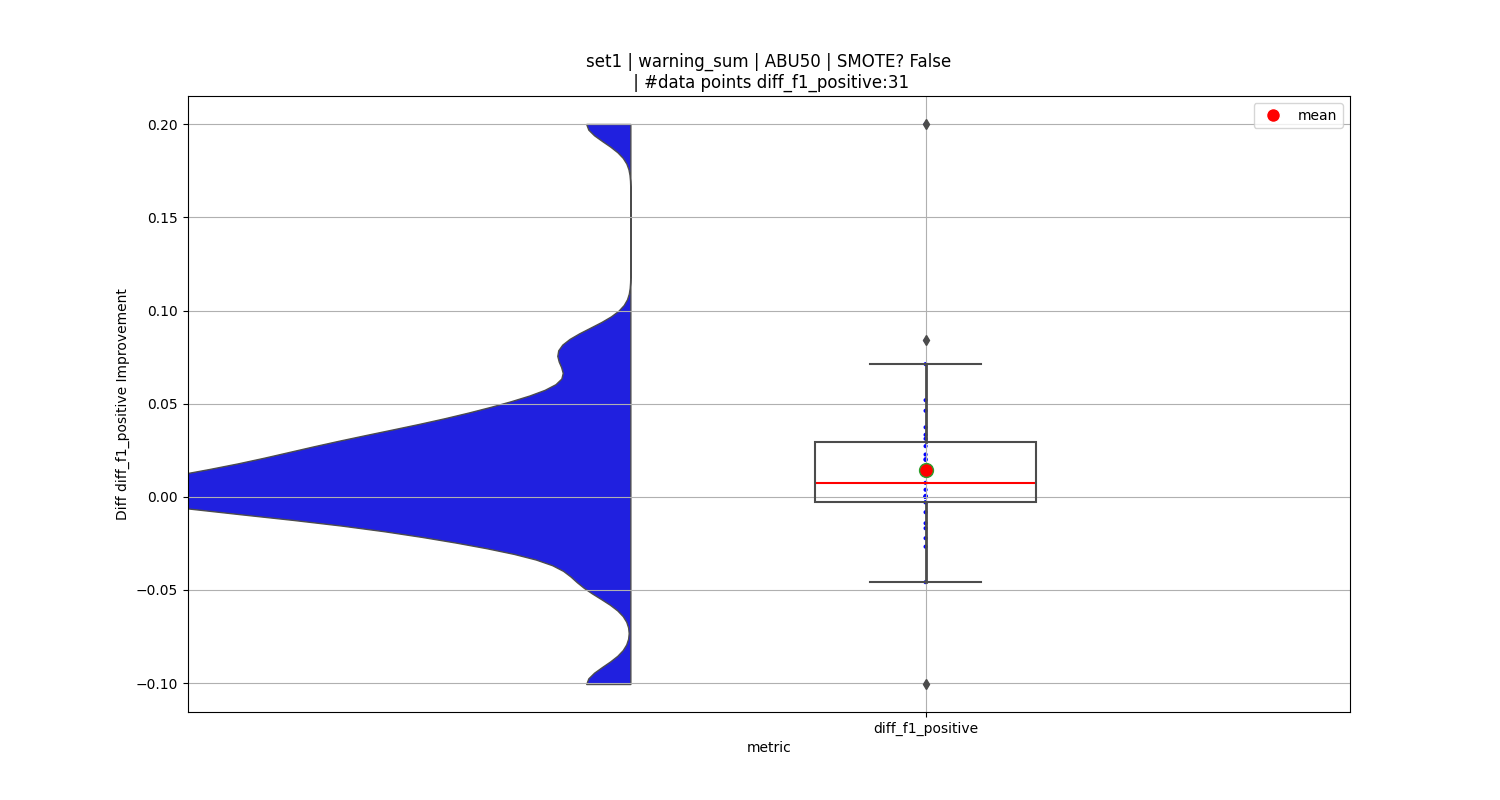 set1 | warning_sum | ABU50 | SMOTE? False
| #data points diff_f1_positive:31
mean
0.20
0.15
0.10
0.05
0.00
−0.05
−0.10
Diff diff_f1_positive Improvement
diff_f1_positive
metric